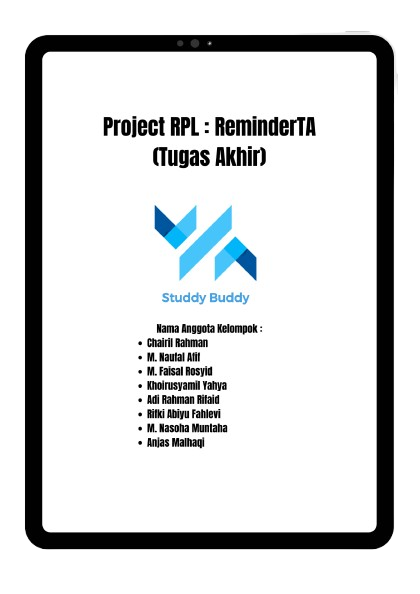 Project RPL : ReminderTA
(Tugas Akhir)
Studdy Buddy
Nama Anggota Kelompok :
• Chairil Rahman
• M. Naufal Afif
• M. Faisal Rosyid
• Khoirusyamil Yahya
• Adi Rahman Rifaid
• Rifki Abiyu Fahlevi
• M. Nasoha Muntaha
• Anjas Malhaqi